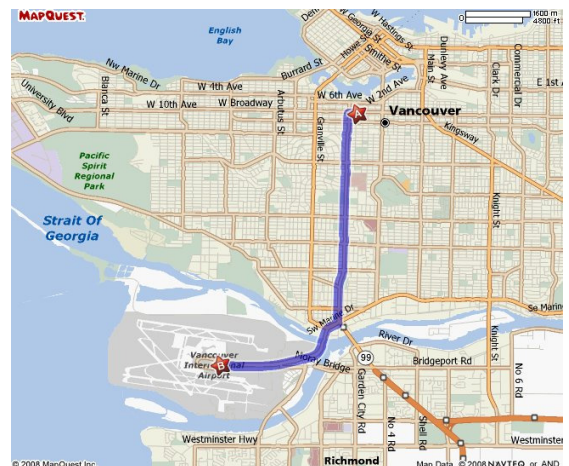 MAPQUEST.
1600 m
4800 ft
English
Bay
W Georgia St
W Hastings St
Howe St
Smithe St
Burrard St
Nw Marine Dr
W 4th Ave
W 6th Ave
W 2nd Ave
Main St
Dunlevy Ave
Clark Dr
Commercial Dr
E 1st A
University Blvd
Blanca St
W 10th Ave
W Broadway
Arbutus St
A
Vancouver
Granville St
Kingsway
Pacific
Spirit
Regional
Park
Strait Of
Georgia
Knight St
Sw Marine Dr
Se Marine
River Dr
Vancouver
International
Airport
B
Moray Bridge
99
Bridgeport Rd
Garden City Rd
No 4 Rd
Shell Rd
Knight St
No 6 Rd
Westminster Hwy
Westminster
Richmond
© 2008 MapQuest Inc.
Map Data © 2008 NAVTEQ or AND